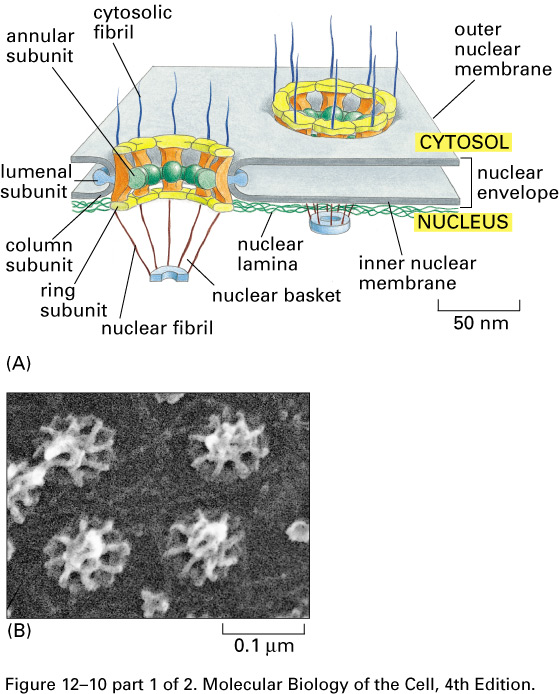 cytosolic
fibril
annular
subunit
outer
nuclear
membrane
CYTOSOL
lumenal
subunit
nuclear
envelope
NUCLEUS
column
subunit
nuclear
lamina
inner nuclear
membrane
ring
subunit
nuclear basket
nuclear fibril
50 nm
(A)
(B)
0.1 μm
Figure 12–10 part 1 of 2. Molecular Biology of the Cell, 4th Edition.